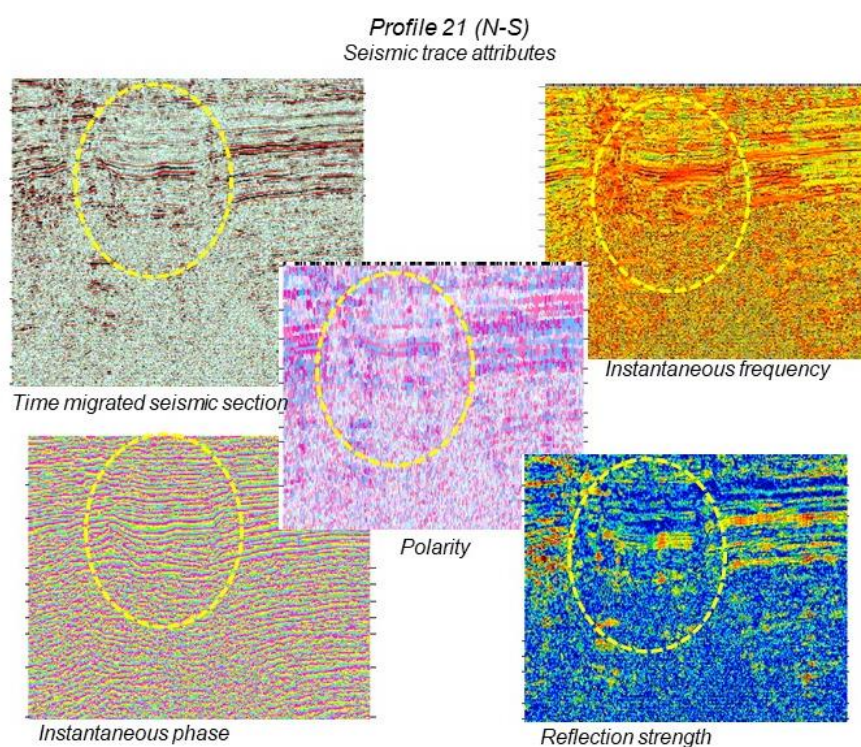 Profile 21 (N-S)
Seismic trace attributes
Time migrated seismic section
Instantaneous frequency
Polarity
Instantaneous phase
Reflection strength